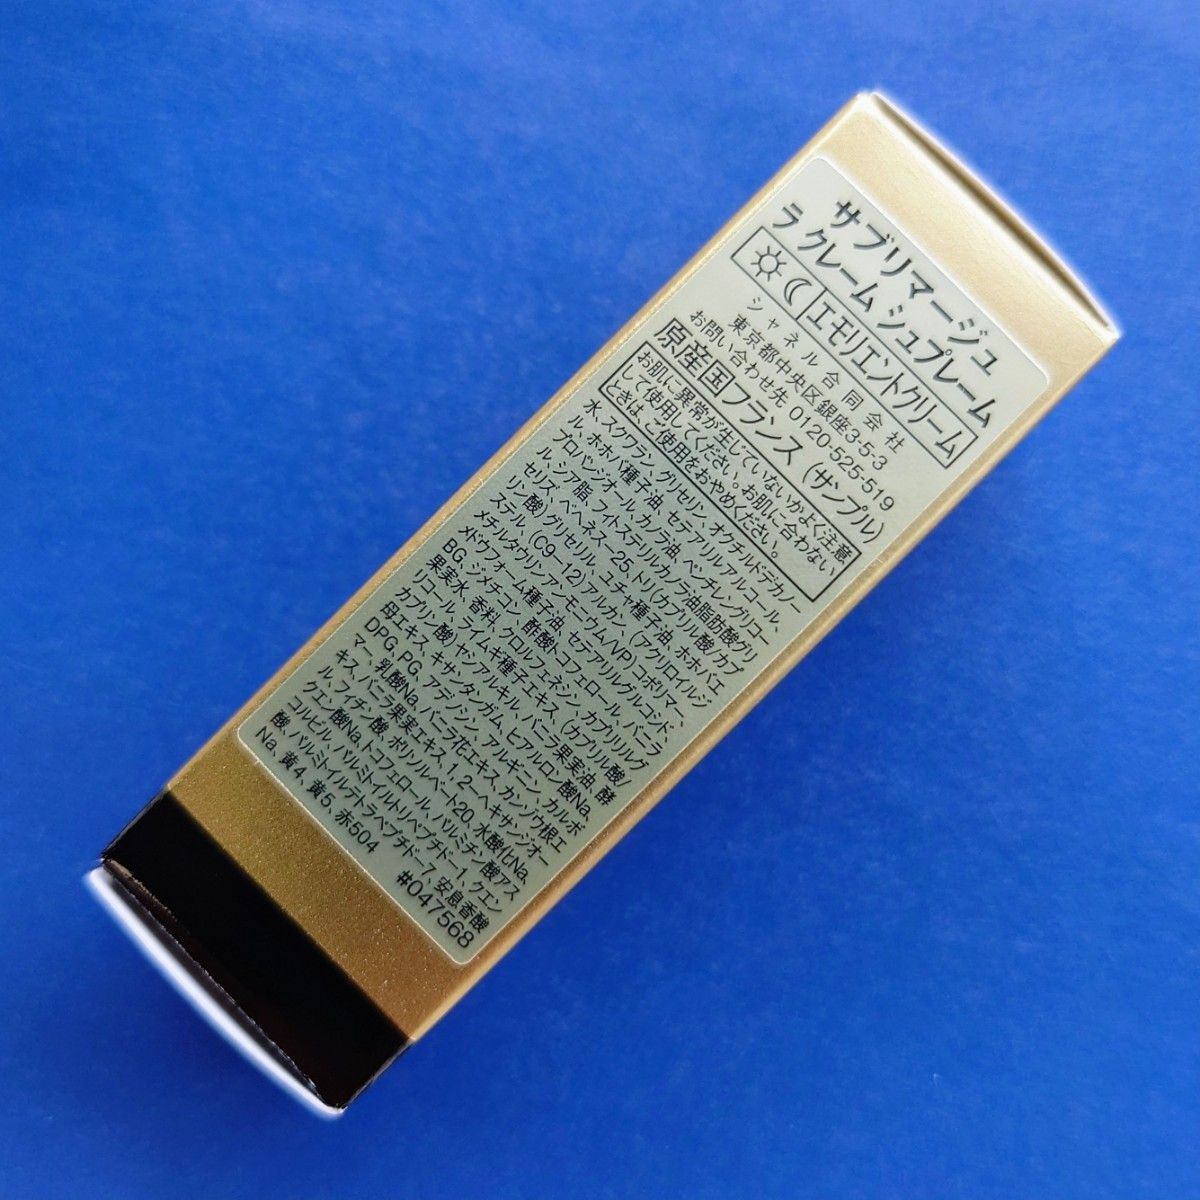 サブリマージュ
ラ クレーム シュプレーム
エモリエントクリーム
シャネル合同会社
東京都中央区銀座3-5-3
お問い合わせ先 0120-525-519
原産国フランス (サンプル)
お肌に異常が生じていないかよく注意
して使用してください。お肌に合わない
ときは、ご使用をおやめください。
水、スクワラン、グリセリン、オクチルドデカノー
ル、ホホバ種子油、セテアリルアルコール、
プロパンジオール、カノラ油、ペンチレングリコー
ル、シア脂、フィトステリルカノラ油脂肪酸グリ
セリズ、ベヘネス-25、トリ(カプリル酸/カプ
リン酸)グリセリル、ユチャ種子油、ホホバエ
ステル、(C9-12)アルカン、(アクリロイルジ
メチルタウリンアンモニウム/VP)コポリマー、
メドウフォーム種子油、セテアリルグルコシド、
BG、ジメチコン、酢酸トコフェロール、バニラ
果実水、香料、クロルフェネシン、カプリリルグ
リコール、ライムギ種子エキス、(カプリル酸/
カプリン酸)ヤシアルキル、バニラ果実油、酵
母エキス、キサンタンガム、ヒアルロン酸Na、
DPG、PG、アデノシン、アルギニン、カルボ
マー、乳酸Na、バニラ花エキス、カンゾウ根エ
キス、バニラ果実エキス、1,2-ヘキサンジオー
ル、フィチン酸、ポリソルベート20、水酸化Na、
クエン酸Na、トコフェロール、パルミチン酸アス
コルビル、パルミトイルトリペプチド-1、クエン
酸、パルミトイルテトラペプチド-7、安息香酸
Na、黄4、黄5、赤504
#047568